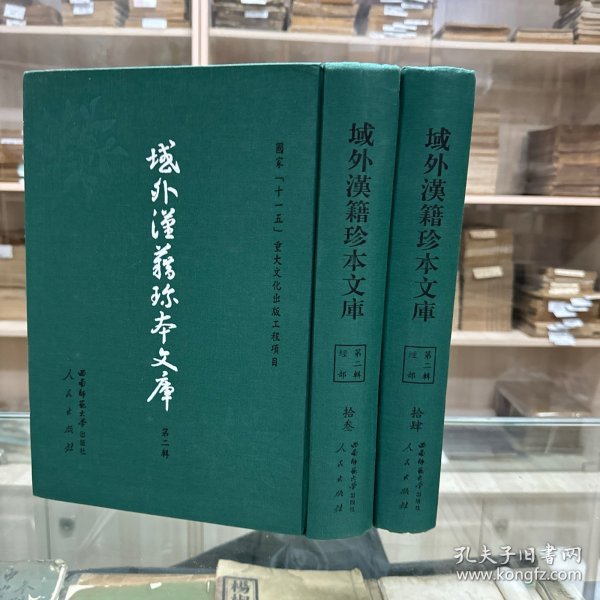 國家「十一五」重大文化出版工程項目
域外漢籍珍本文庫
第二輯
西南師範大學出版社
人民出版社
域外漢籍珍本文庫
第二輯
經部
拾叁
西南師範大學出版社
人民出版社
域外漢籍珍本文庫
第二輯
經部
拾肆
西南師範大學出版社
人民出版社
孔夫子旧书网
www.kongfz.com